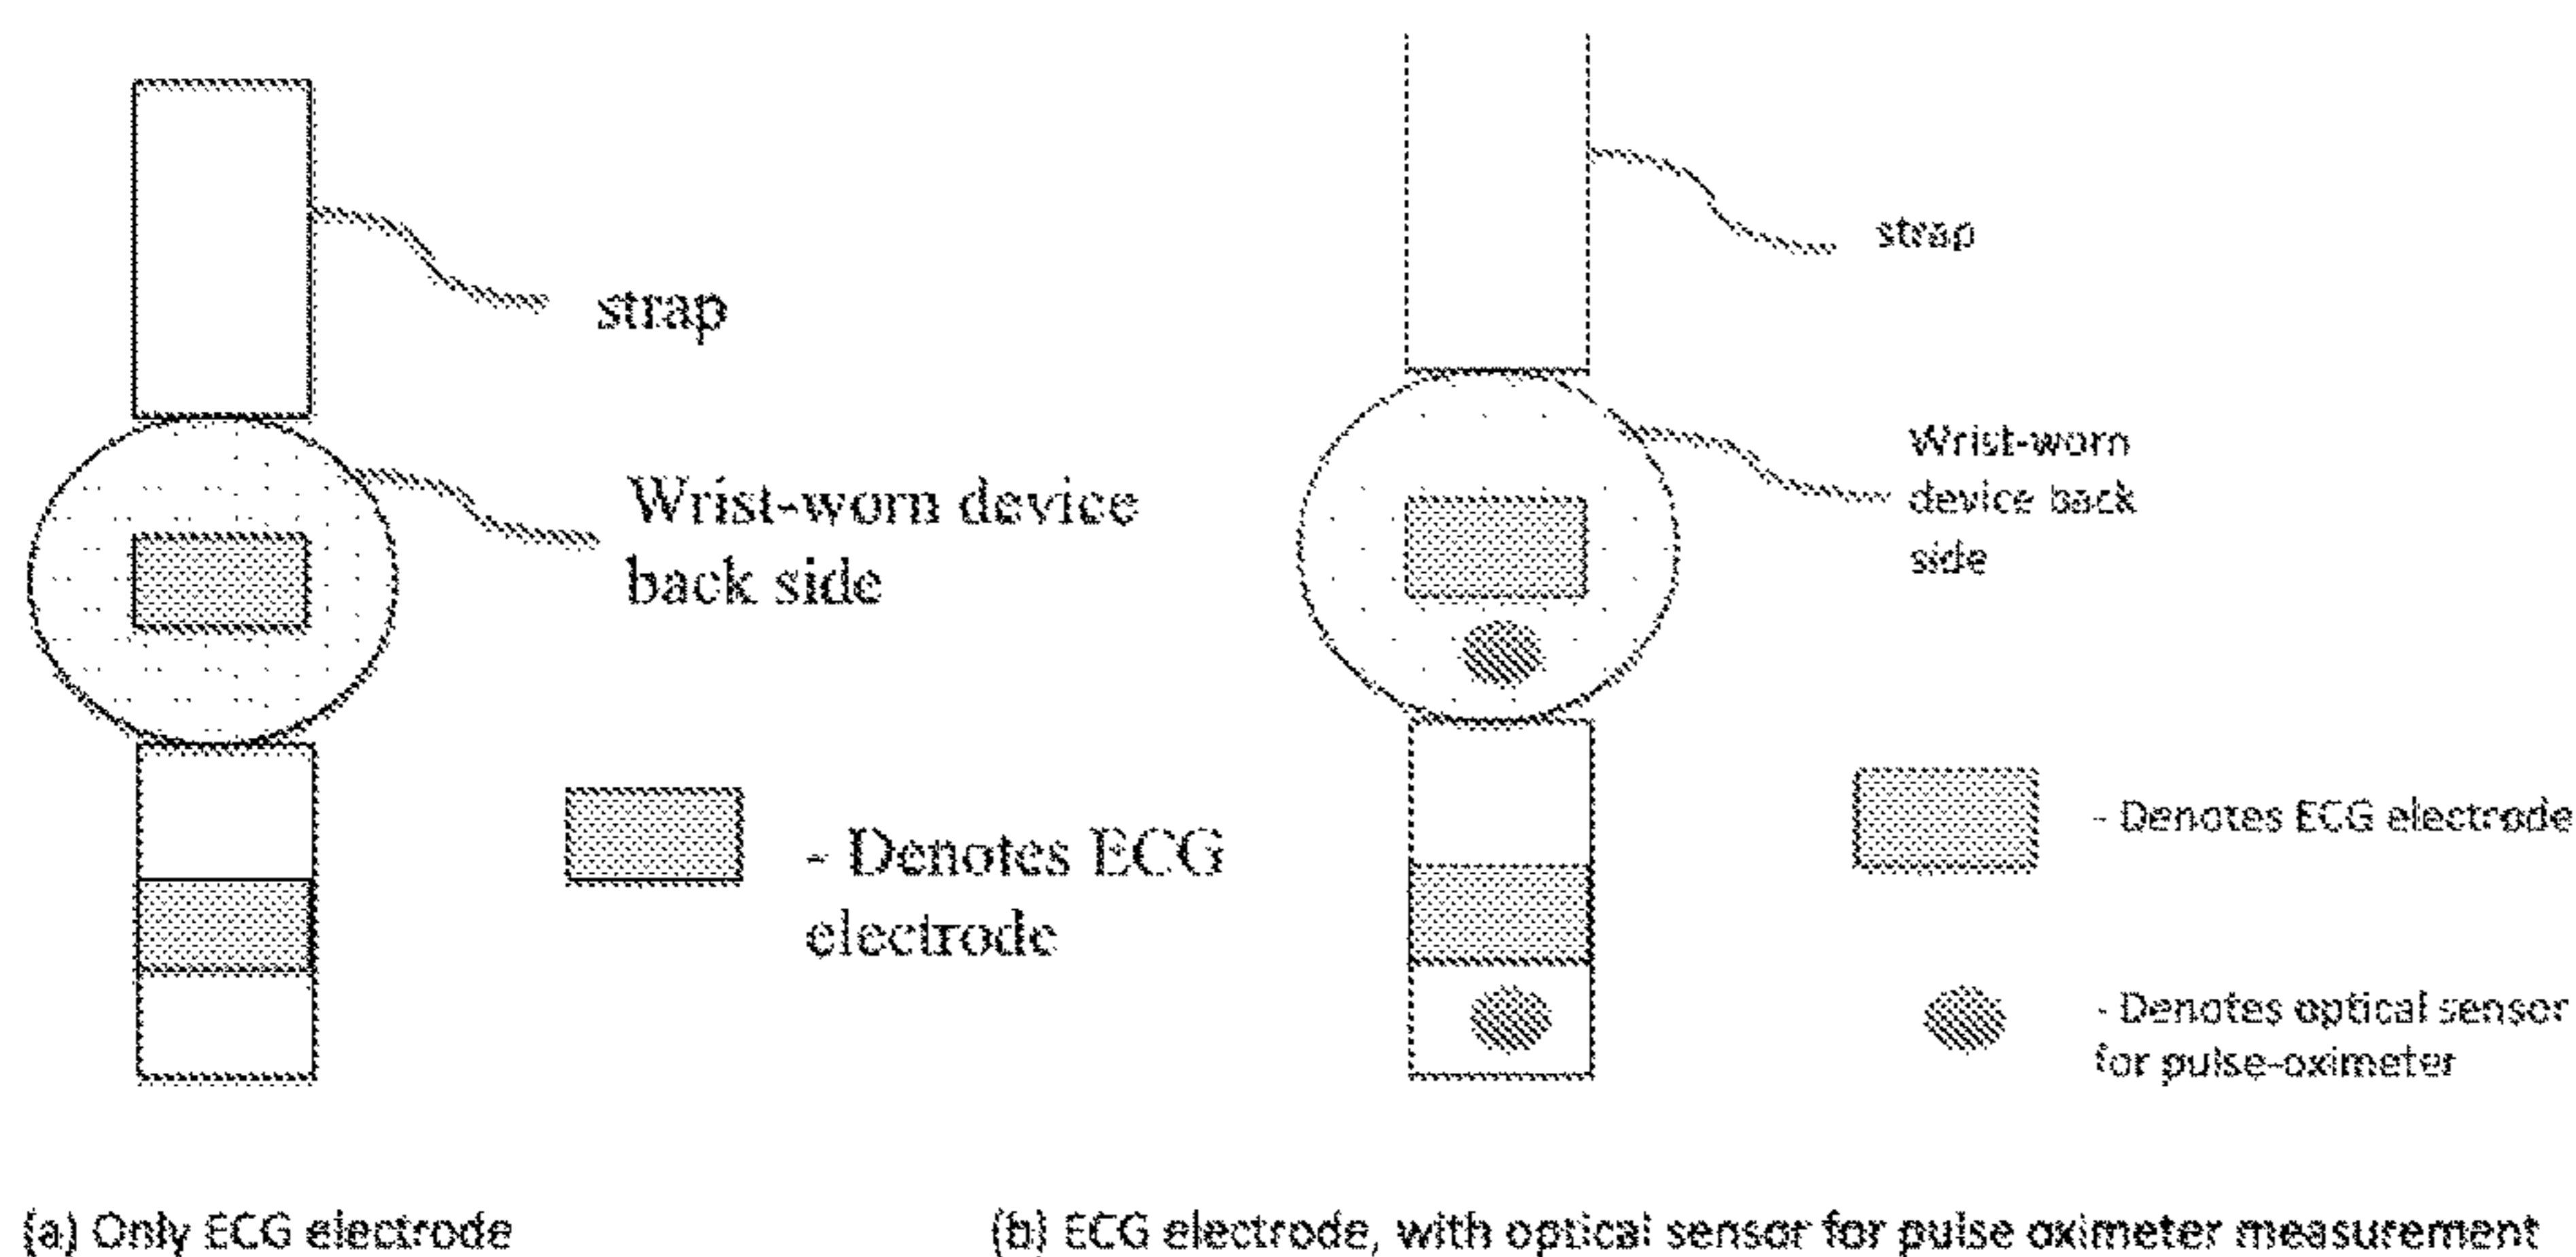 strap
Wrist-worn device
back side
- Denotes ECG
electrode
(a) Only ECG electrode
strap
Wrist-worn
device back
side
- Denotes ECG electrode
- Denotes optical sensor
for pulse-oximeter
(b) ECG electrode, with optical sensor for pulse oximeter measurement